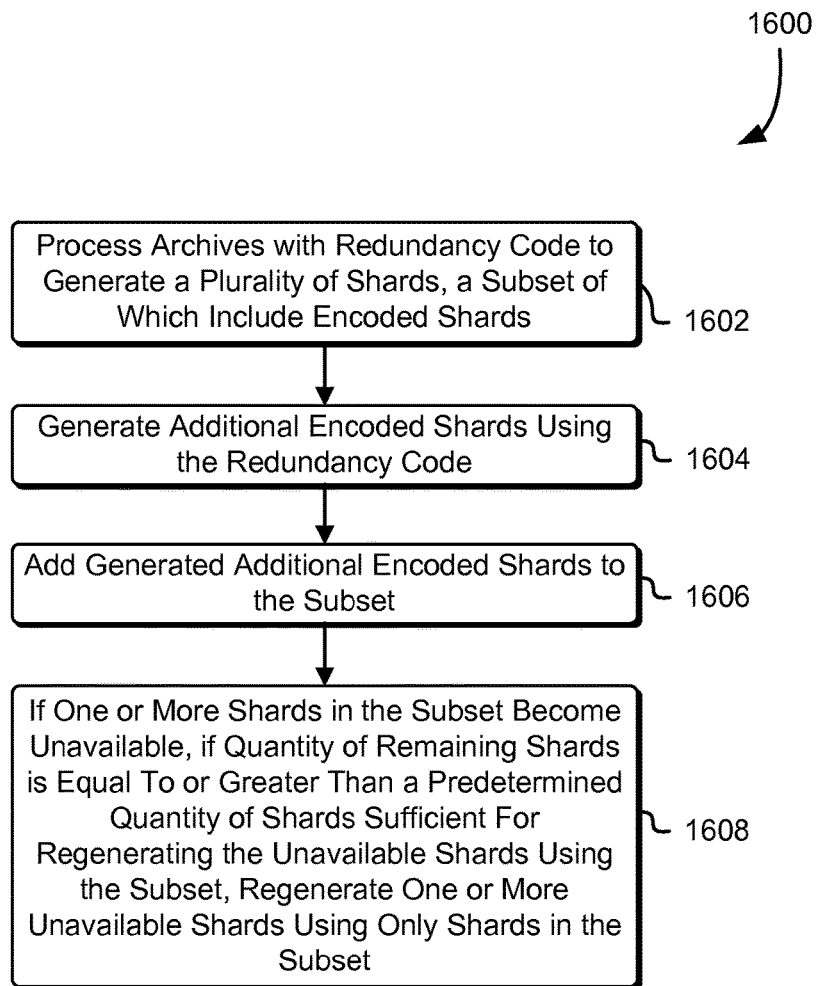 1600
Process Archives with Redundancy Code to
Generate a Plurality of Shards, a Subset of
Which Include Encoded Shards
1602
Generate Additional Encoded Shards Using
the Redundancy Code
1604
Add Generated Additional Encoded Shards to
the Subset
1606
If One or More Shards in the Subset Become
Unavailable, if Quantity of Remaining Shards
is Equal To or Greater Than a Predetermined
Quantity of Shards Sufficient For
Regenerating the Unavailable Shards Using
the Subset, Regenerate One or More
Unavailable Shards Using Only Shards in the
Subset
1608